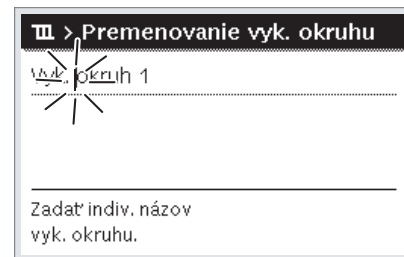 > Premenovanie vyk. okruhu
Vyk. okruh 1
Zadať indiv. názov
vyk. okruhu.